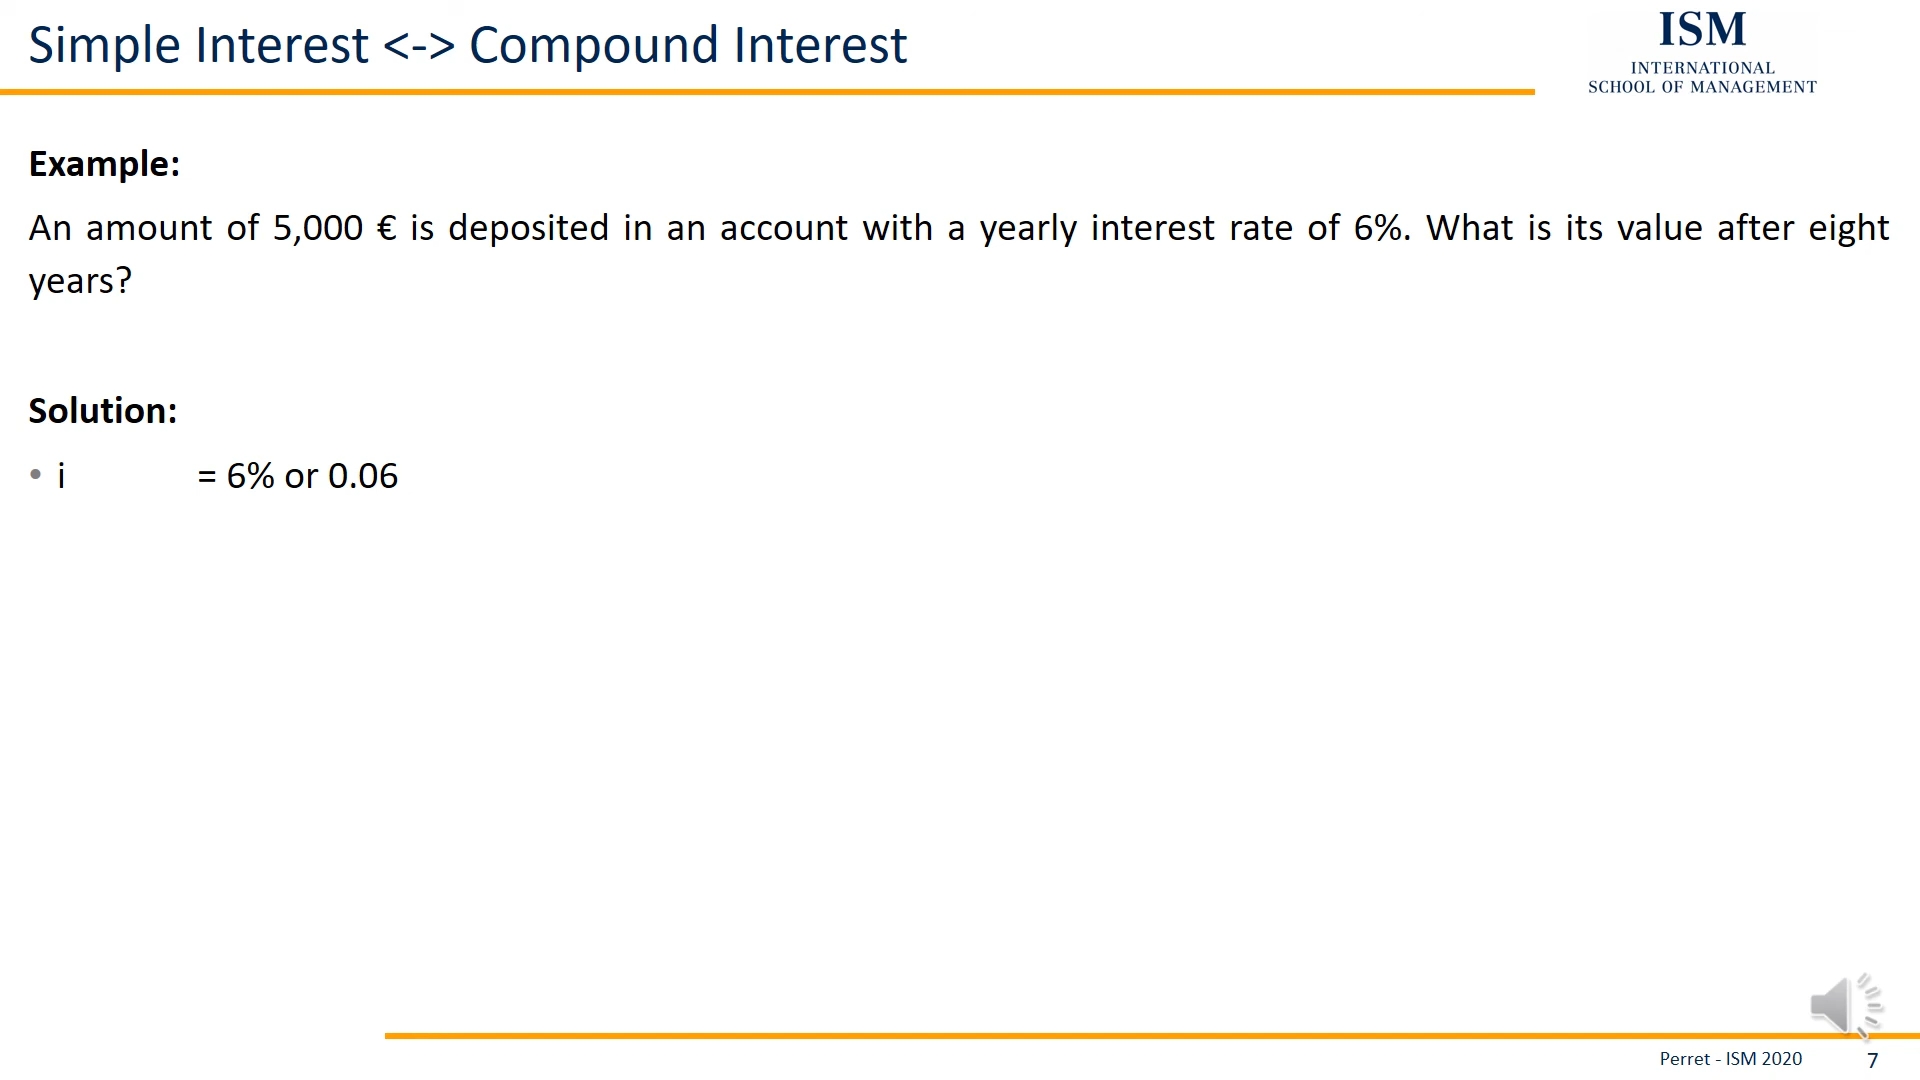 Simple Interest <-> Compound Interest
ISM
INTERNATIONAL
SCHOOL OF MANAGEMENT
Example:
An amount of 5,000 € is deposited in an account with a yearly interest rate of 6%. What is its value after eight
years?
Solution:
• i = 6% or 0.06
Perret - ISM 2020
7